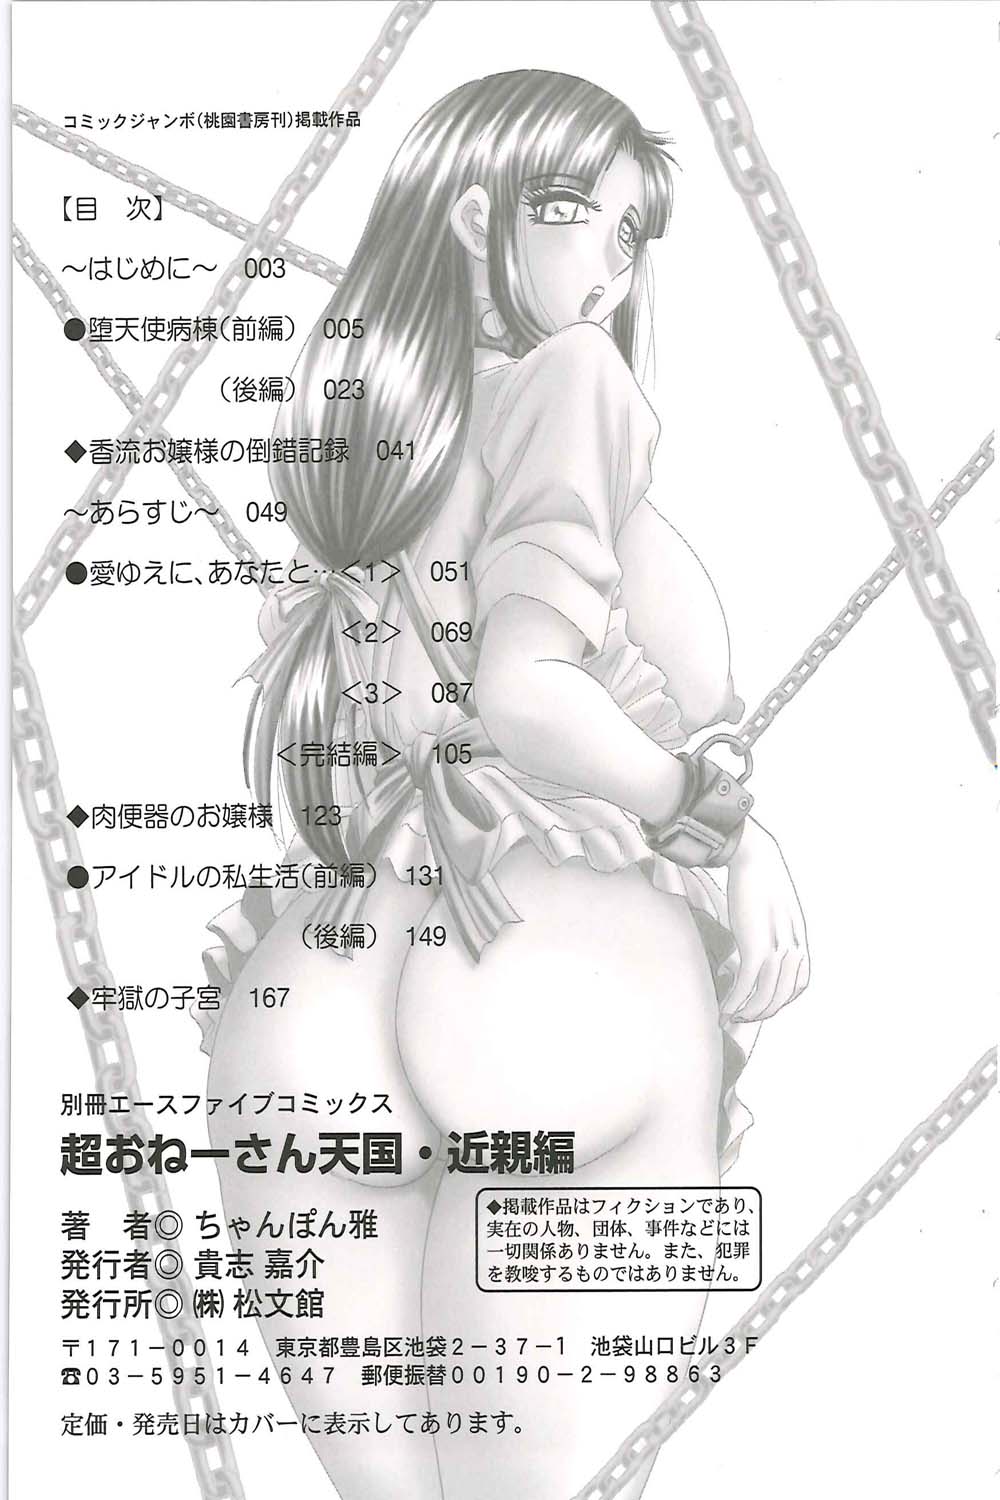 コミックジャンボ(桃園書房刊)掲載作品
【目　次】
～はじめに～　003
●堕天使病棟(前編)　005
(後編)　023
◆香流お嬢様の倒錯記録　041
～あらすじ～　049
●愛ゆえに、あなたと…〈1〉　051
〈2〉　069
〈3〉　087
〈完結編〉　105
◆肉便器のお嬢様　123
●アイドルの私生活(前編)　131
(後編)　149
◆牢獄の子宮　167
別冊エースファイブコミックス
超おねーさん天国・近親編
著　者◎ ちゃんぽん雅
発行者◎ 貴志 嘉介
発行所◎ ㈱ 松文館
〒171－0014　東京都豊島区池袋2－37－1　池袋山口ビル3F
☎03－5951－4647　郵便振替00190－2－98863
定価・発売日はカバーに表示してあります。
◆掲載作品はフィクションであり、
実在の人物、団体、事件などには
一切関係ありません。また、犯罪
を教唆するものではありません。